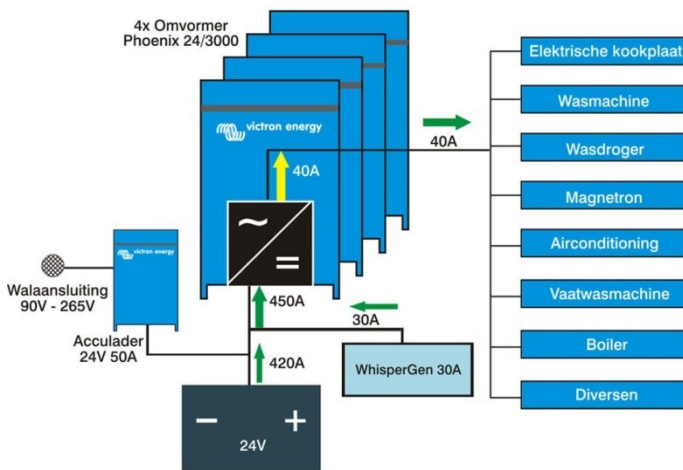 4x Omvormer
Phoenix 24/3000
victron energy
40A
40A
Elektrische kookplaat
Wasmachine
Wasdroger
Magnetron
Airconditioning
Vaatwasmachine
Boiler
Diversen
victron energy
Walaansluiting
90V - 265V
Acculader
24V 50A
450A
30A
420A
WhisperGen 30A
24V